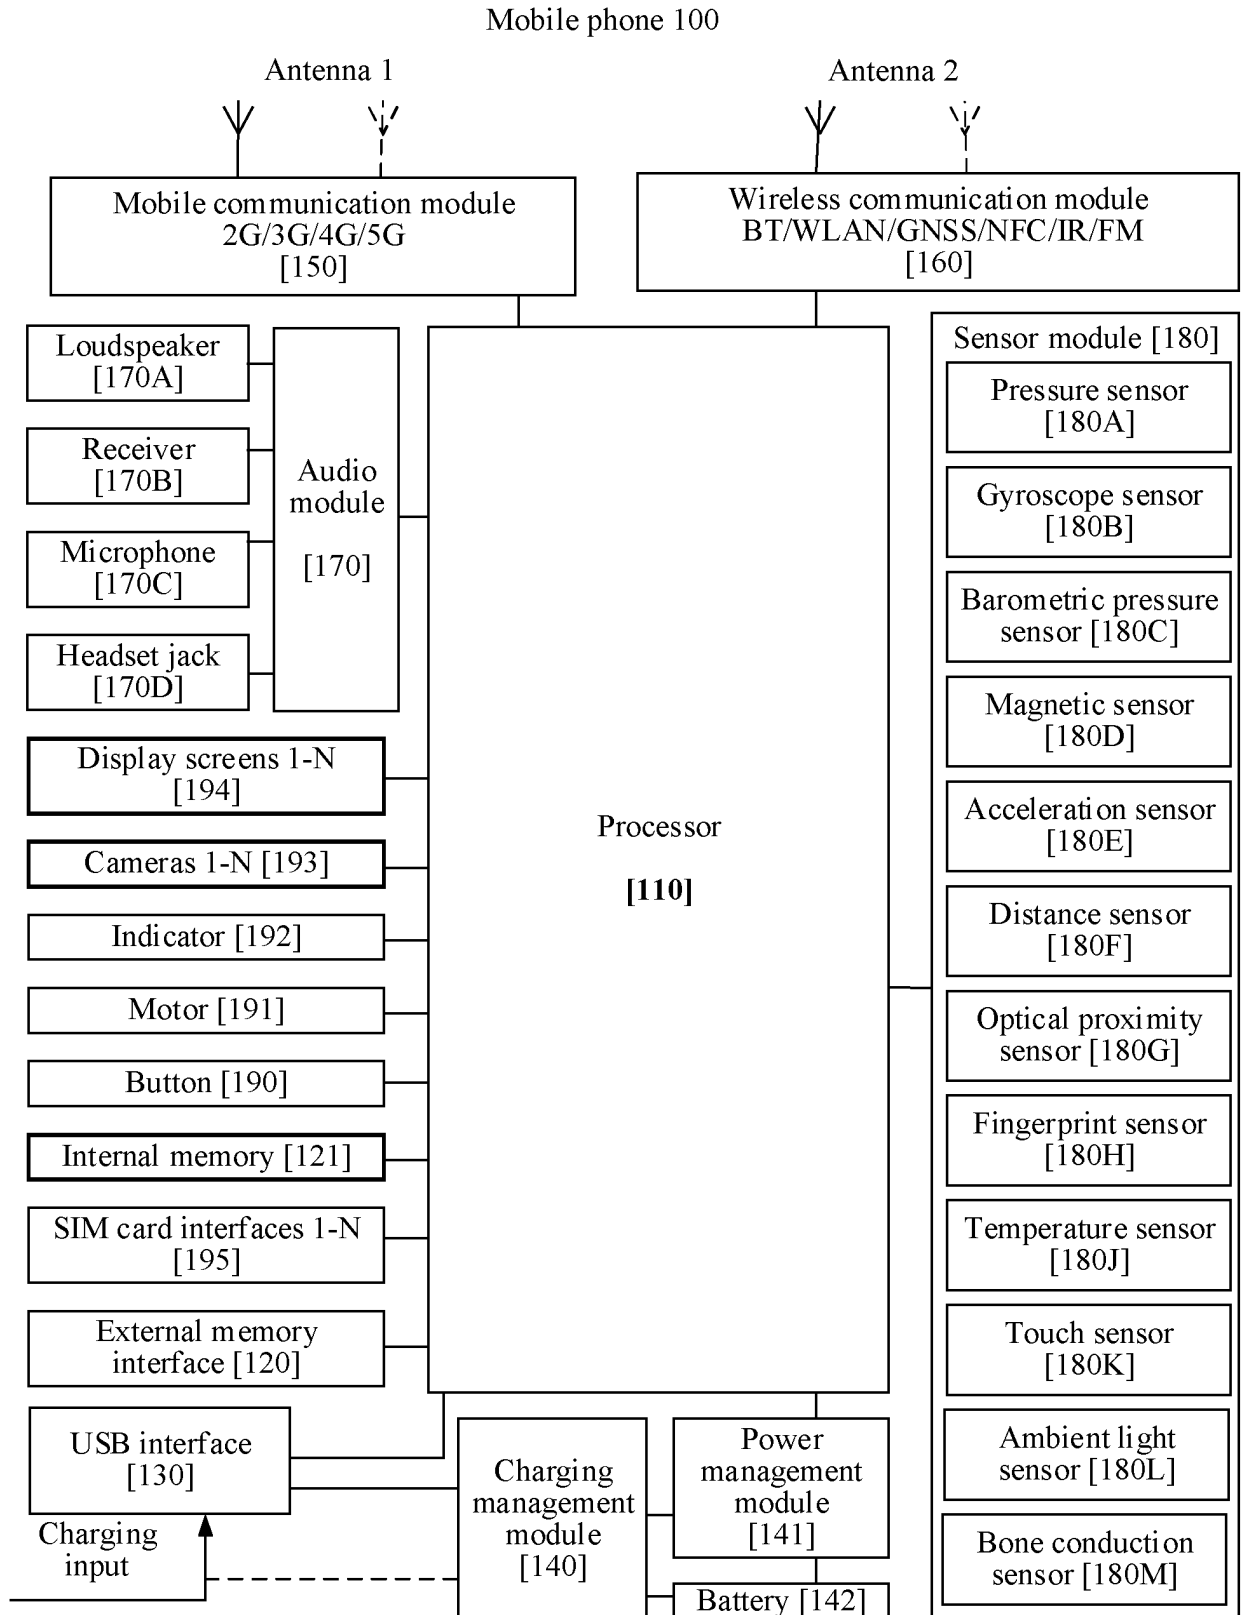 Mobile phone 100
Antenna 1
Antenna 2
Mobile communication module
2G/3G/4G/5G
[150]
Wireless communication module
BT/WLAN/GNSS/NFC/IR/FM
[160]
Loudspeaker
[170A]
Receiver
[170B]
Microphone
[170C]
Headset jack
[170D]
Audio
module
[170]
Display screens 1-N
[194]
Cameras 1-N [193]
Indicator [192]
Motor [191]
Button [190]
Internal memory [121]
SIM card interfaces 1-N
[195]
External memory
interface [120]
Processor
[110]
Sensor module [180]
Pressure sensor
[180A]
Gyroscope sensor
[180B]
Barometric pressure
sensor [180C]
Magnetic sensor
[180D]
Acceleration sensor
[180E]
Distance sensor
[180F]
Optical proximity
sensor [180G]
Fingerprint sensor
[180H]
Temperature sensor
[180J]
Touch sensor
[180K]
Ambient light
sensor [180L]
Bone conduction
sensor [180M]
USB interface
[130]
Charging
input
Charging
management
module
[140]
Power
management
module
[141]
Battery [142]